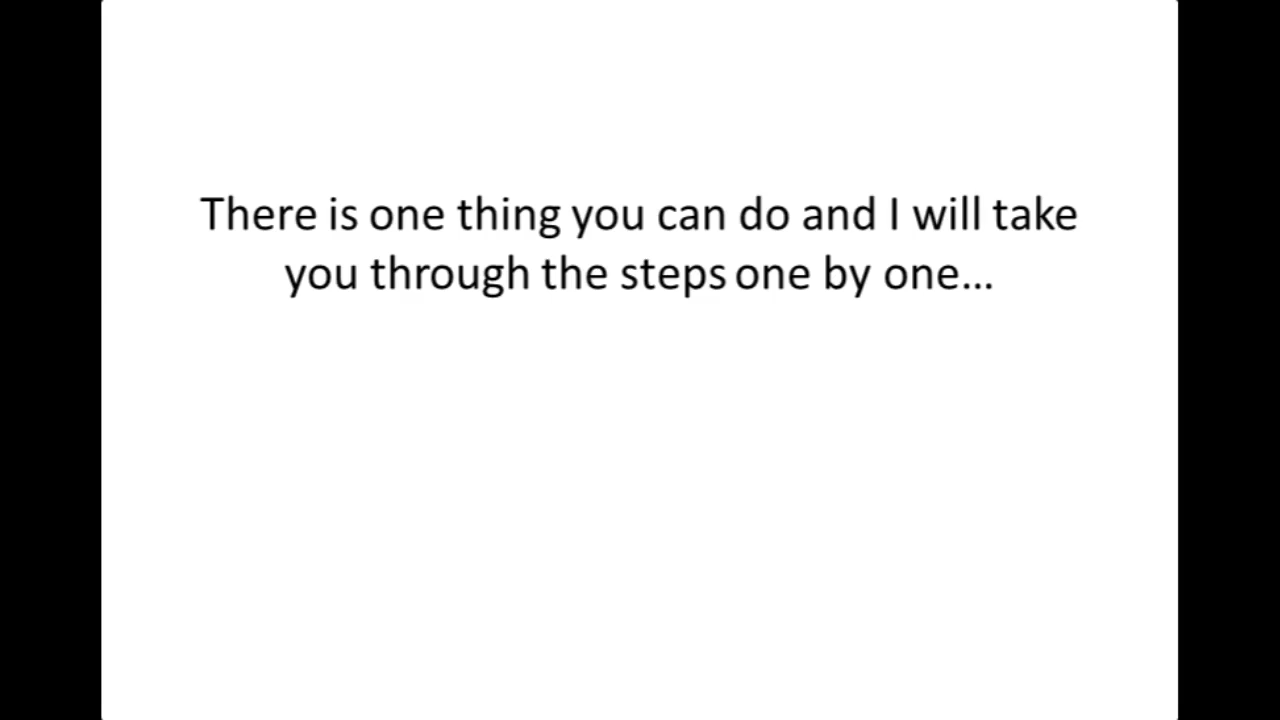 There is one thing you can do and I will take
you through the steps one by one...